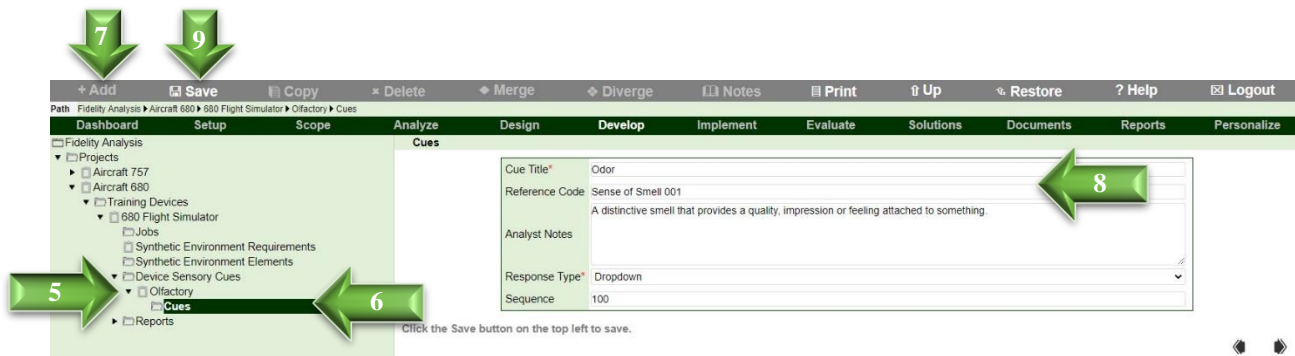 7 9
+ Add Save Copy × Delete Merge Diverge Notes Print Up Restore ? Help Logout
Path Fidelity Analysis Aircraft 680 680 Flight Simulator Olfactory Cues
Dashboard Setup Scope Analyze Design Develop Implement Evaluate Solutions Documents Reports Personalize
Fidelity Analysis
Cues
Projects
Aircraft 757
Aircraft 680
Training Devices
680 Flight Simulator
Jobs
Synthetic Environment Requirements
Synthetic Environment Elements
Device Sensory Cues
5 Olfactory
Cues 6
Reports
Cue Title* Odor
Reference Code Sense of Smell 001
8
Analyst Notes A distinctive smell that provides a quality, impression or feeling attached to something.
Response Type* Dropdown
Sequence 100
Click the Save button on the top left to save.